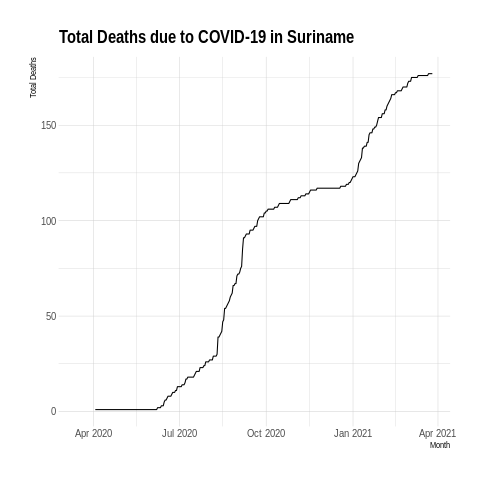 Total Deaths due to COVID-19 in Suriname
Total Deaths
150
100
50
0
Apr 2020 Jul 2020 Oct 2020 Jan 2021 Apr 2021
Month